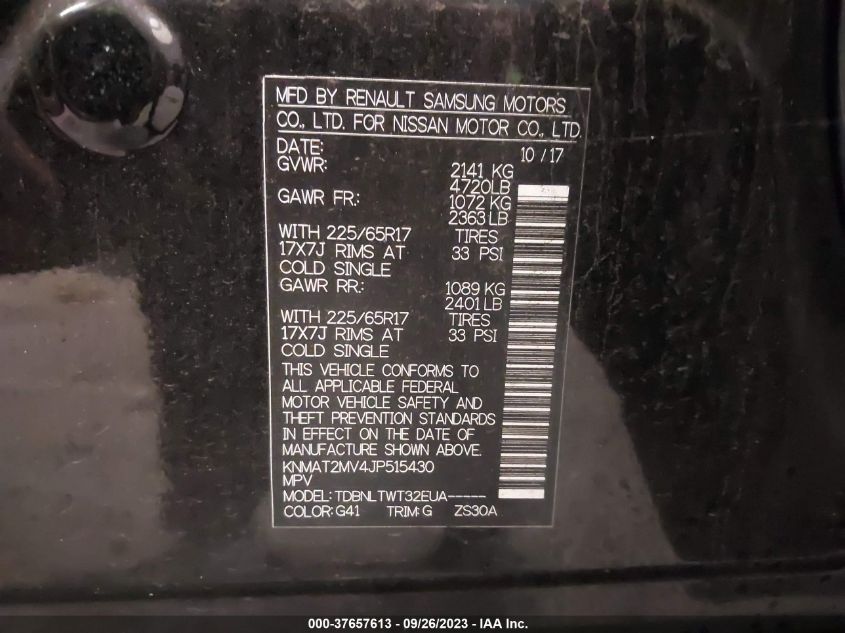 MFD BY RENAULT SAMSUNG MOTORS
CO., LTD. FOR NISSAN MOTOR CO., LTD.
DATE: 10 / 17
GVWR: 2141 KG
4720LB
GAWR FR: 1072 KG
2363 LB
WITH 225/65R17 TIRES
17X7J RIMS AT 33 PSI
COLD SINGLE
GAWR RR: 1089 KG
2401 LB
WITH 225/65R17 TIRES
17X7J RIMS AT 33 PSI
COLD SINGLE
THIS VEHICLE CONFORMS TO
ALL APPLICABLE FEDERAL
MOTOR VEHICLE SAFETY AND
THEFT PREVENTION STANDARDS
IN EFFECT ON THE DATE OF
MANUFACTURE SHOWN ABOVE.
KNMAT2MV4JP515430
MPV
MODEL: TDBNLTWT32EUA-----
COLOR: G41 TRIM: G ZS30A
000-37657613 - 09/26/2023 - IAA Inc.